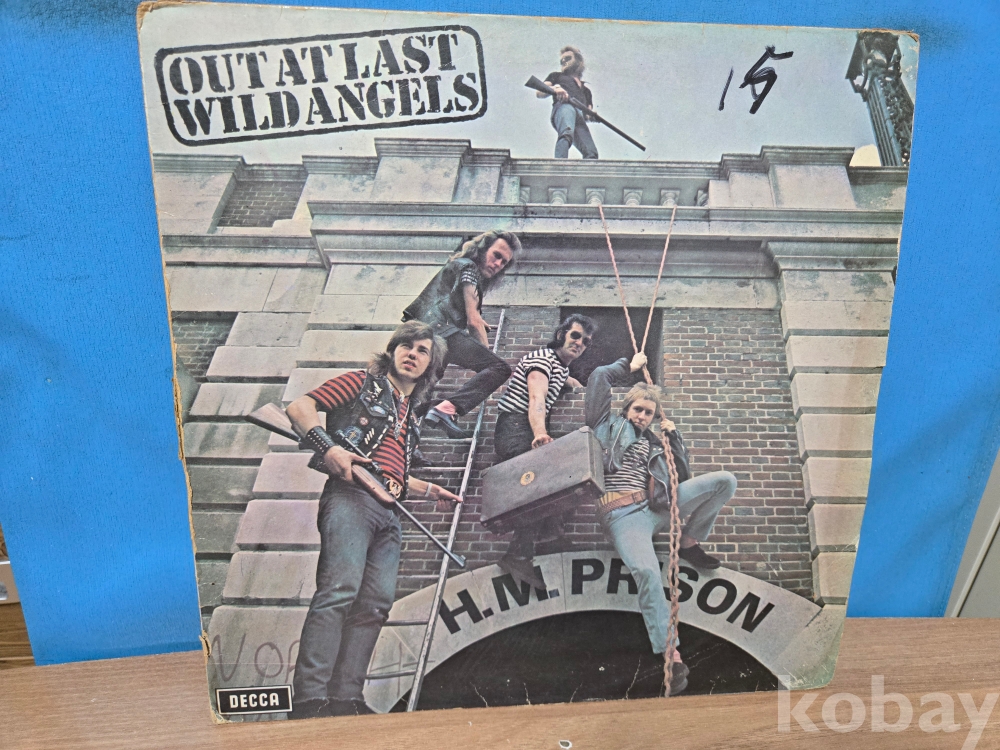 OUT AT LAST
WILD ANGELS
15
H.M. PRISON
DECCA
kobay